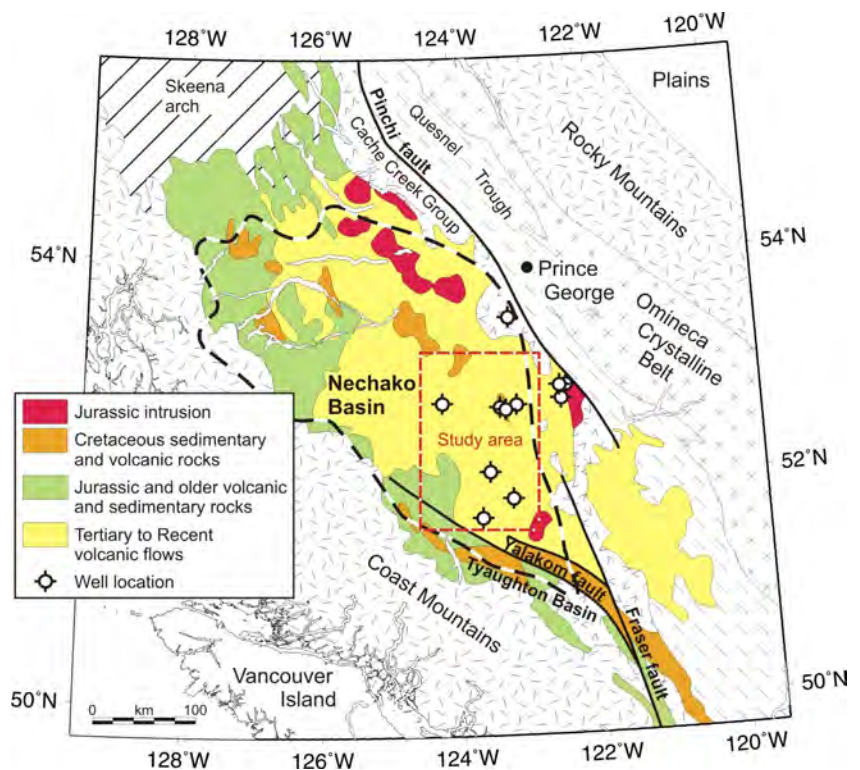 128°W
126°W
124°W
122°W
120°W
Skeena
arch
Plains
Pinchi fault
Quesnel
Trough
Cache Creek Group
Rocky Mountains
54°N
54°N
Prince
George
Omineca
Crystalline
Belt
Nechako
Basin
Jurassic intrusion
Cretaceous sedimentary
and volcanic rocks
Jurassic and older volcanic
and sedimentary rocks
Tertiary to Recent
volcanic flows
Well location
Study area
52°N
Yalakom fault
Tyaughton Basin
Coast Mountains
Fraser fault
Vancouver
Island
50°N
50°N
0 km 100
128°W
126°W
124°W
122°W
120°W